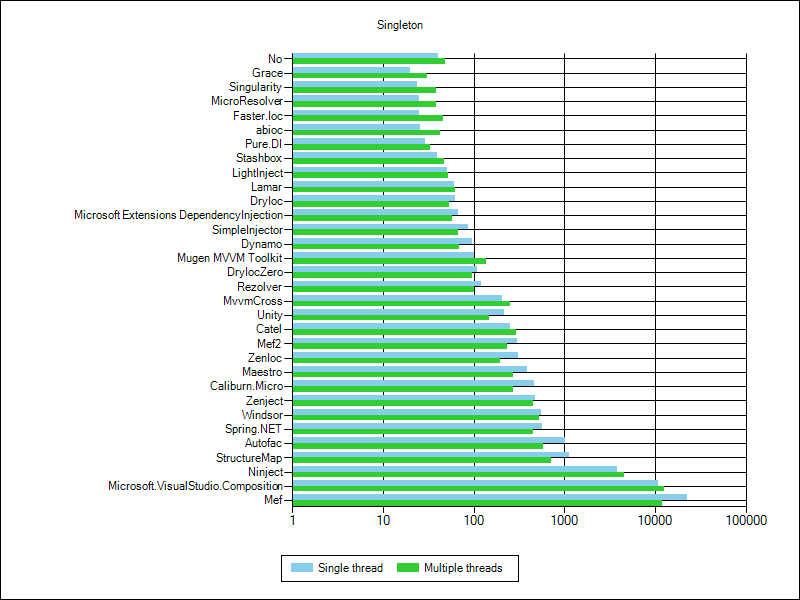 Singleton
No
Grace
Singularity
MicroResolver
Faster.Ioc
abioc
Pure.DI
Stashbox
LightInject
Lamar
DryIoc
Microsoft Extensions DependencyInjection
SimpleInjector
Dynamo
Mugen MVVM Toolkit
DryIocZero
Rezolver
MvvmCross
Unity
Catel
Mef2
ZenIoc
Maestro
Caliburn.Micro
Zenject
Windsor
Spring.NET
Autofac
StructureMap
Ninject
Microsoft.VisualStudio.Composition
Mef
1 10 100 1000 10000 100000
Single thread Multiple threads